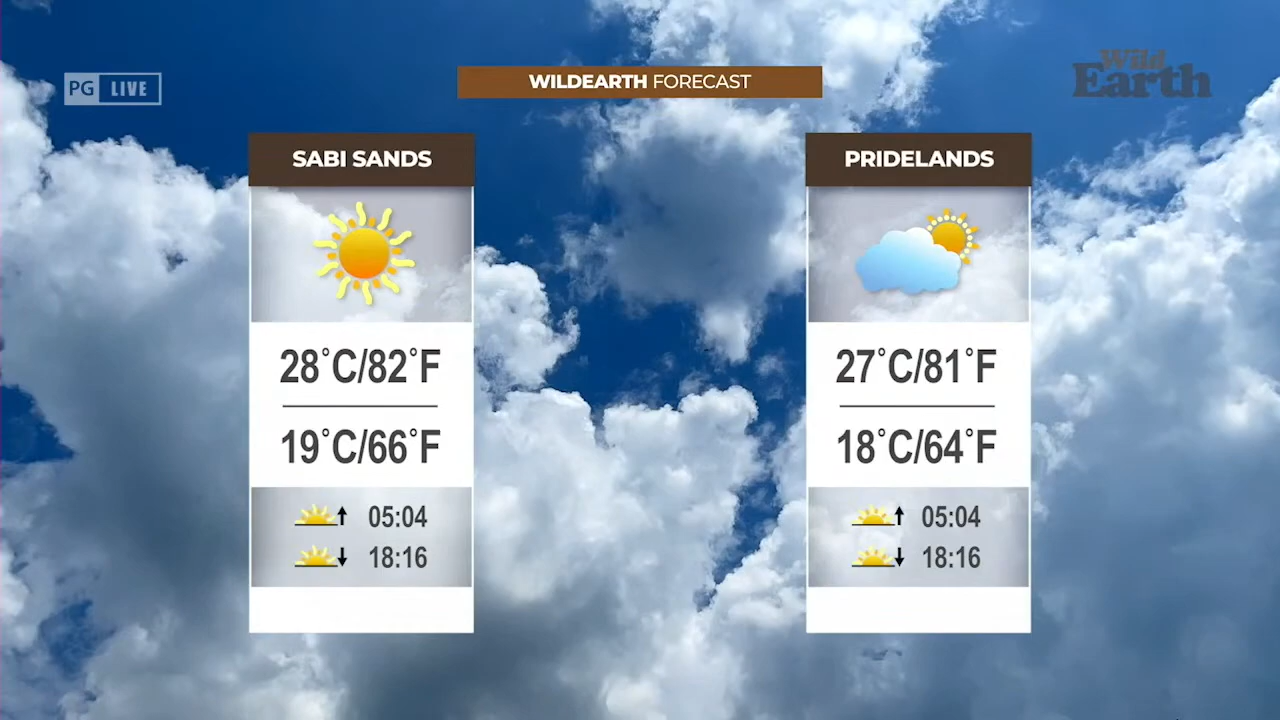 PG LIVE
WILDEARTH FORECAST
Wild
Earth
SABI SANDS
28°C/82°F
19°C/66°F
05:04
18:16
PRIDELANDS
27°C/81°F
18°C/64°F
05:04
18:16